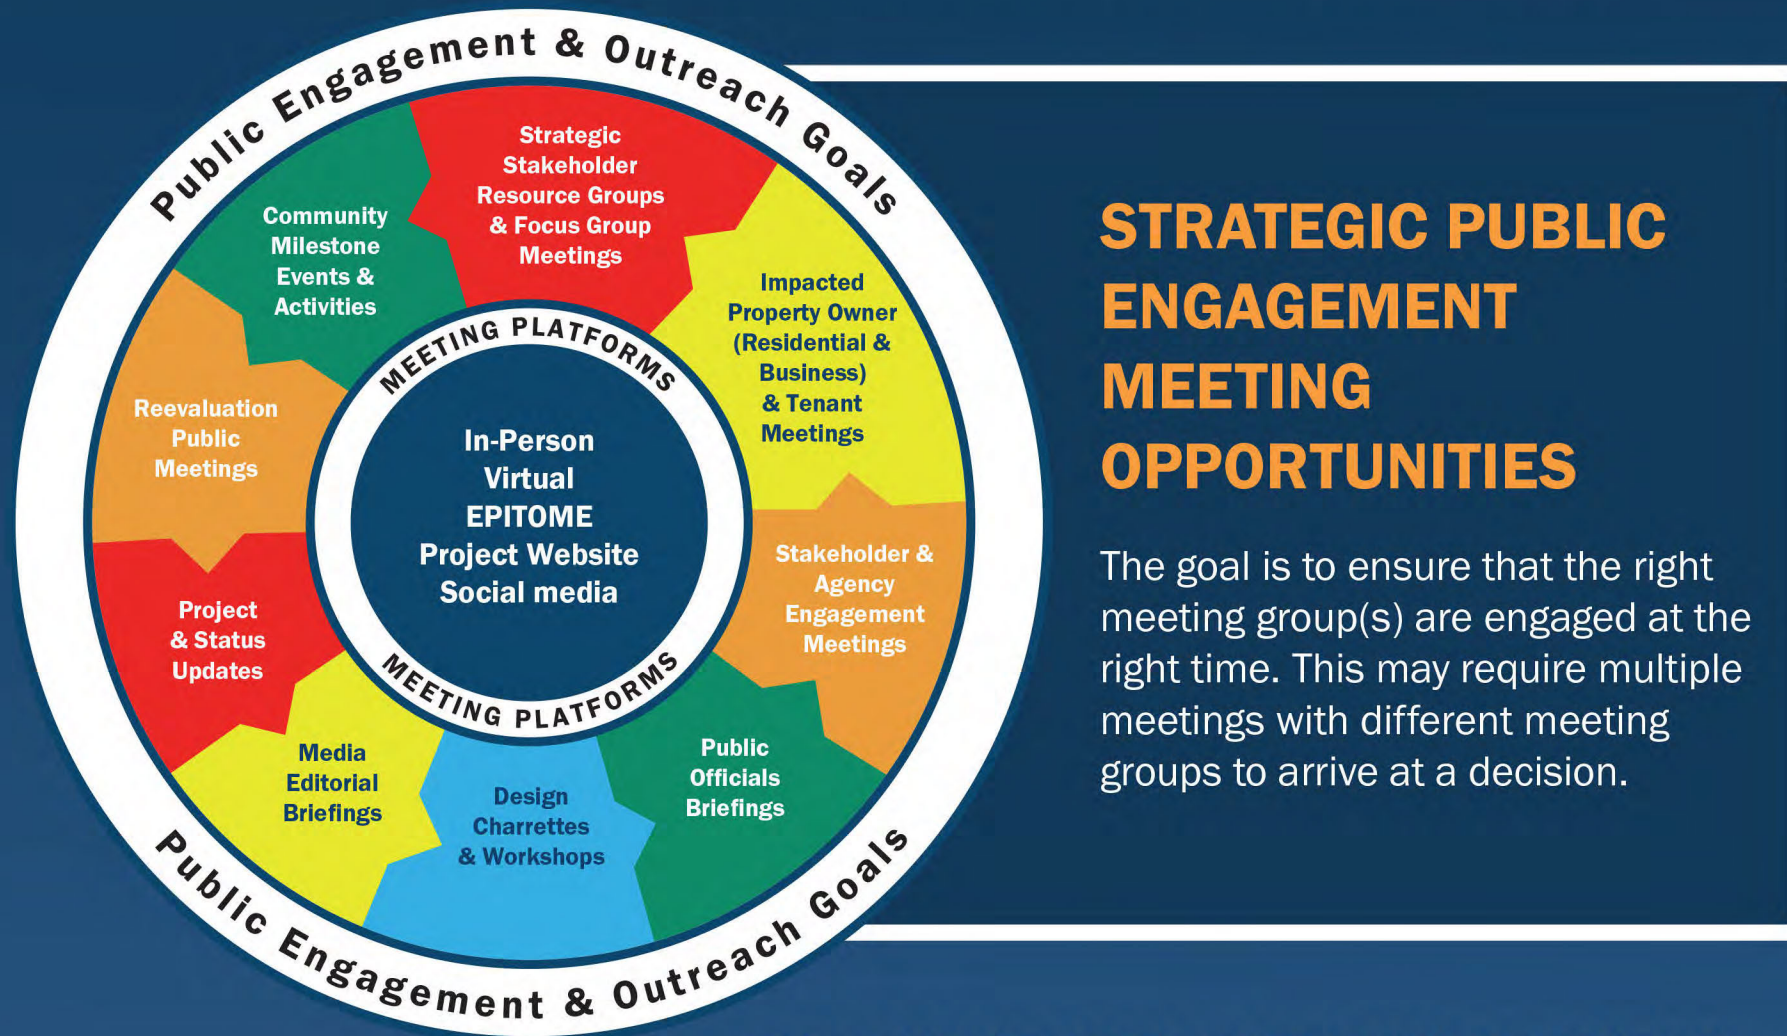 Public Engagement & Outreach Goals
Strategic
Stakeholder
Resource Groups
& Focus Group
Meetings
Impacted
Property Owner
(Residential &
Business)
& Tenant
Meetings
Stakeholder &
Agency
Engagement
Meetings
Public
Officials
Briefings
Design
Charrettes
& Workshops
Media
Editorial
Briefings
Project
& Status
Updates
Reevaluation
Public
Meetings
Community
Milestone
Events &
Activities
MEETING PLATFORMS
In-Person
Virtual
EPITOME
Project Website
Social media
MEETING PLATFORMS
Public Engagement & Outreach Goals
STRATEGIC PUBLIC
ENGAGEMENT
MEETING
OPPORTUNITIES
The goal is to ensure that the right
meeting group(s) are engaged at the
right time. This may require multiple
meetings with different meeting
groups to arrive at a decision.